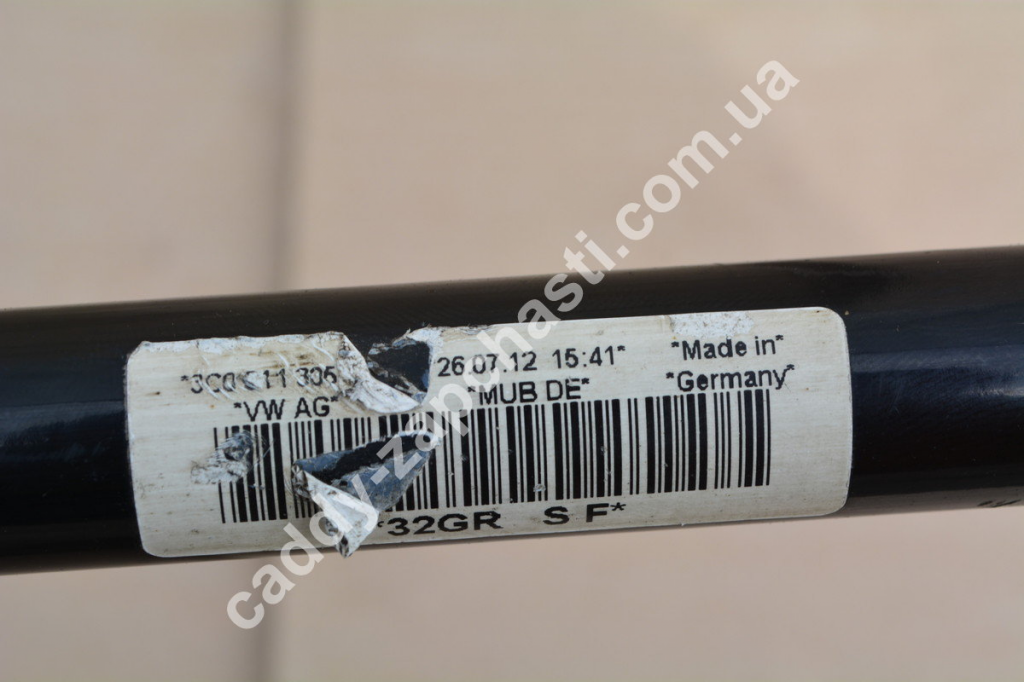 *3C0 511 305
26.07.12 15:41*
*Made in*
*VW AG*
*MUB DE*
*Germany*
*32GR S F*
caddy-zapchasti.com.ua